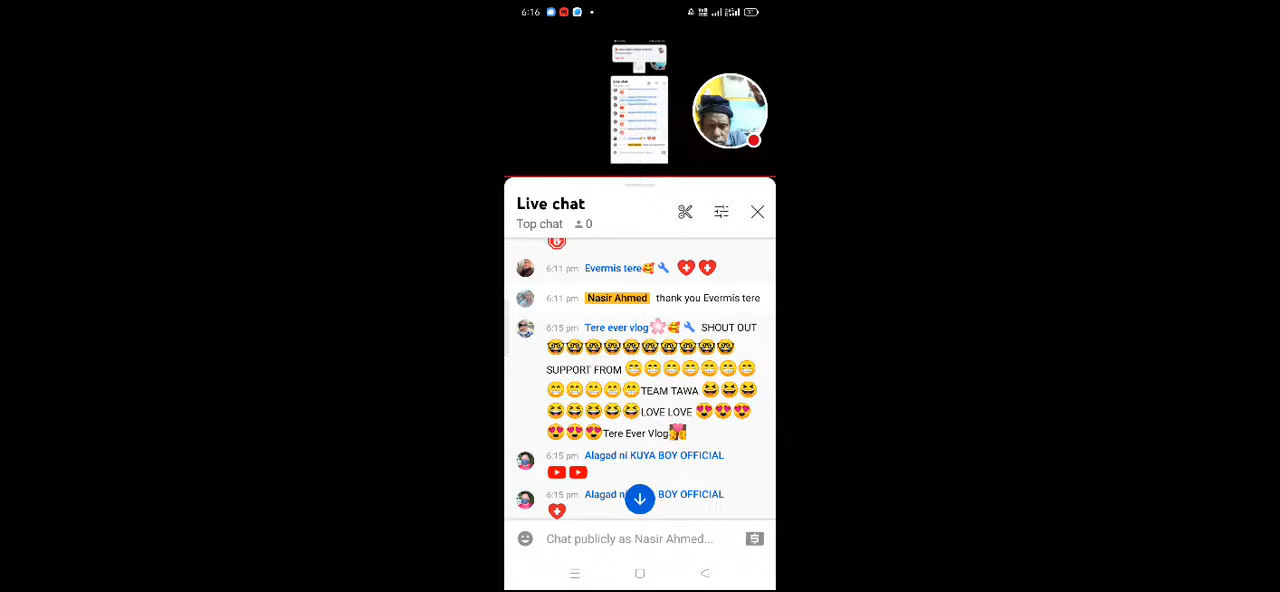 6:16
Live chat
Top chat 0
6:11 pm Evermis tere🥰🔧
6:11 pm Nasir Ahmed thank you Evermis tere
6:15 pm Tere ever vlog🌸🥰🔧 SHOUT OUT
🤓🤓🤓🤓🤓🤓🤓🤓🤓🤓
SUPPORT FROM 😁😁😁😁😁😁😁
😁😁😁😁😁TEAM TAWA 😆😆😆
😆😆😆😆😆LOVE LOVE 😍😍😍
😍😍😍Tere Ever Vlog
6:15 pm Alagad ni KUYA BOY OFFICIAL
6:15 pm Alagad BOY OFFICIAL
Chat publicly as Nasir Ahmed...